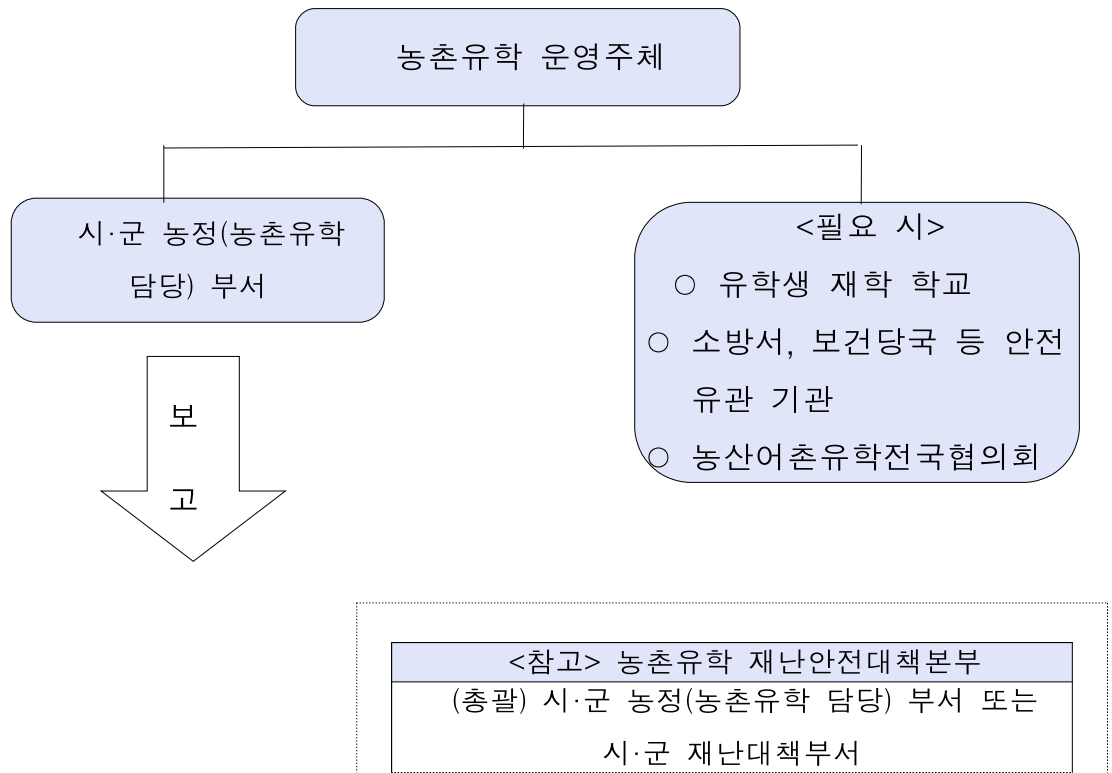 농촌유학 운영주체
시·군 농정(농촌유학
담당) 부서
<필요 시>
○ 유학생 재학 학교
○ 소방서, 보건당국 등 안전
유관 기관
○ 농산어촌유학전국협의회
보
고
<참고> 농촌유학 재난안전대책본부
(총괄) 시·군 농정(농촌유학 담당) 부서 또는
시·군 재난대책부서